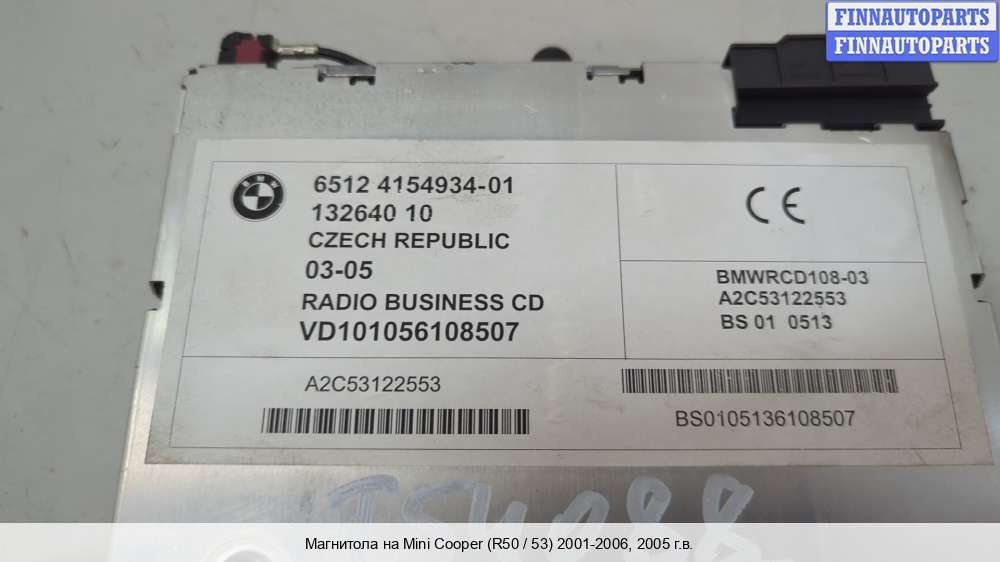 FINNAUTOPARTS
FINNAUTOPARTS
BMW
6512 4154934-01
132640 10
CZECH REPUBLIC
03-05
RADIO BUSINESS CD
VD101056108507
CE
BMWRCD108-03
A2C53122553
BS 01 0513
A2C53122553
BS0105136108507
Магнитола на Mini Cooper (R50 / 53) 2001-2006, 2005 г.в.